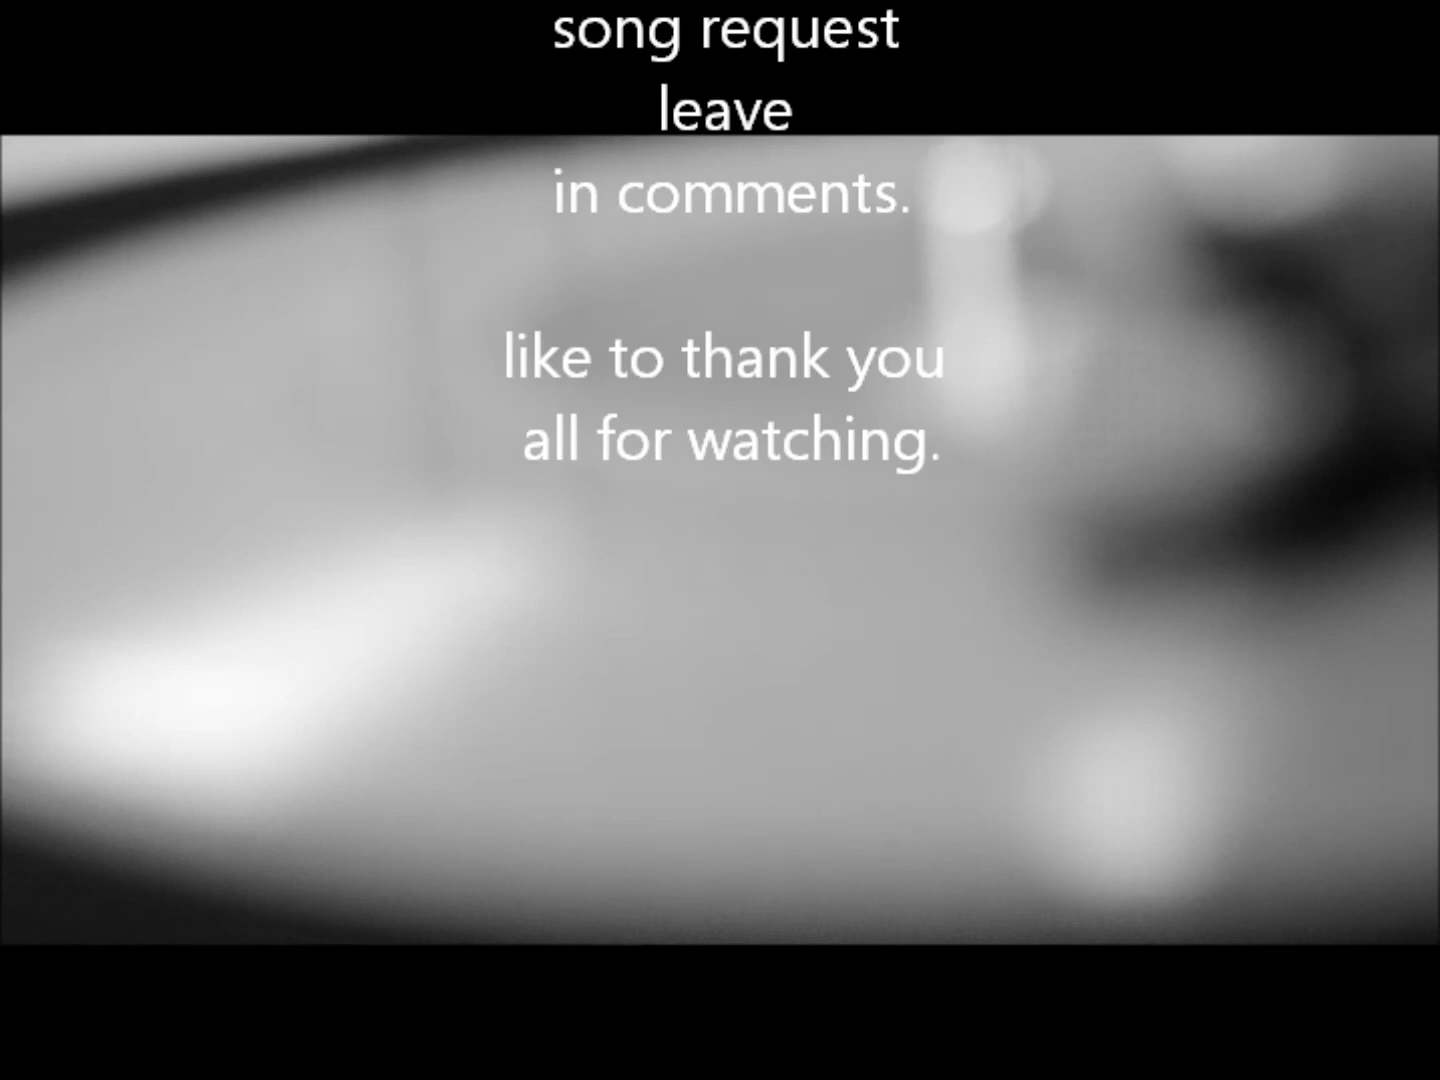 song request
leave
in comments.
like to thank you
all for watching.